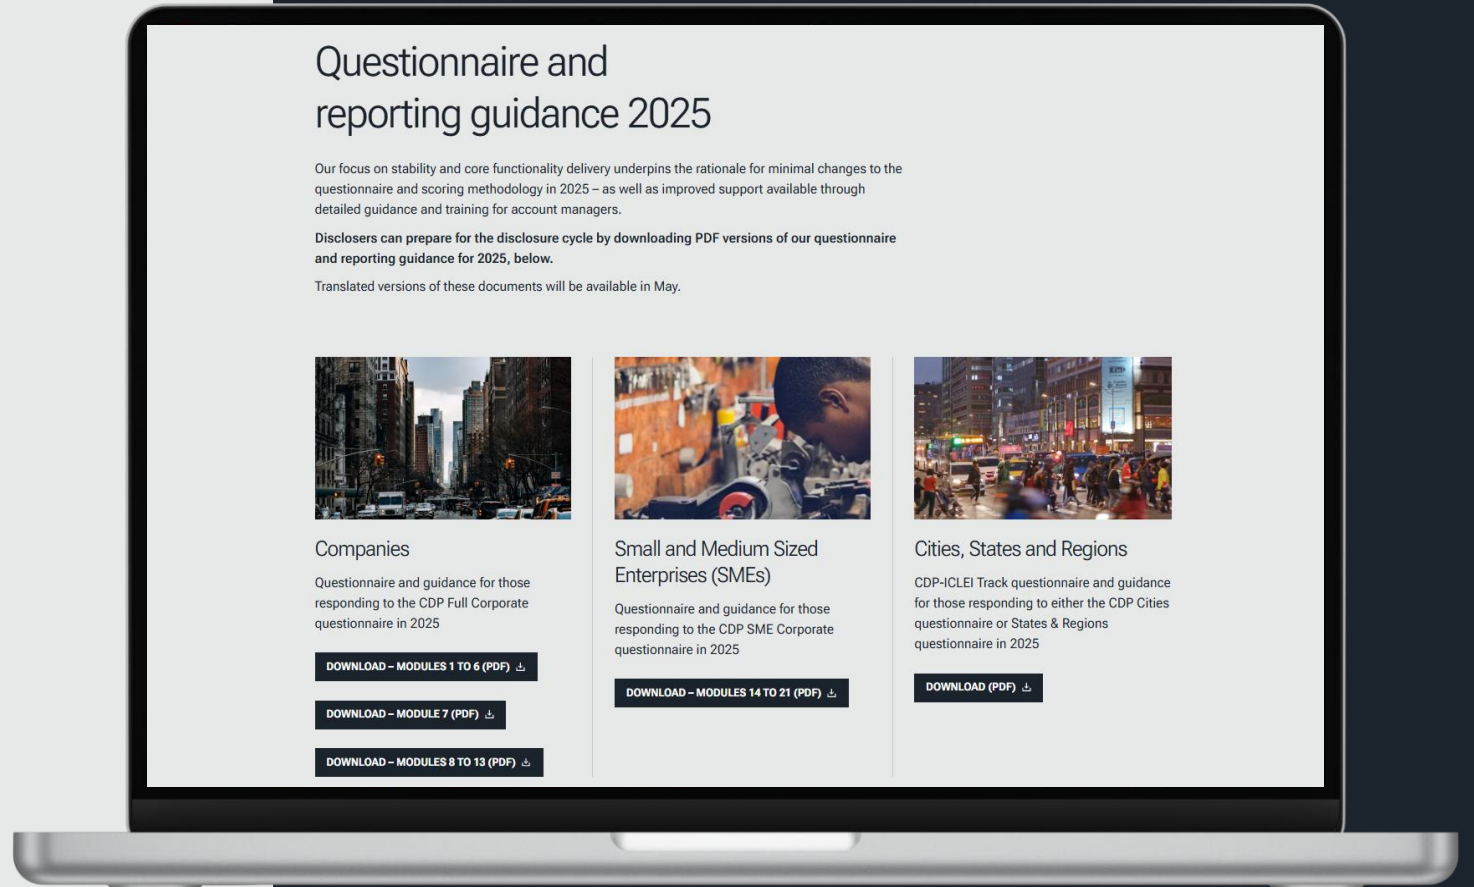 Questionnaire and
reporting guidance 2025
Our focus on stability and core functionality delivery underpins the rationale for minimal changes to the
questionnaire and scoring methodology in 2025 – as well as improved support available through
detailed guidance and training for account managers.
Disclosers can prepare for the disclosure cycle by downloading PDF versions of our questionnaire
and reporting guidance for 2025, below.
Translated versions of these documents will be available in May.
Companies
Questionnaire and guidance for those
responding to the CDP Full Corporate
questionnaire in 2025
DOWNLOAD – MODULES 1 TO 6 (PDF)
DOWNLOAD – MODULE 7 (PDF)
DOWNLOAD – MODULES 8 TO 13 (PDF)
Small and Medium Sized
Enterprises (SMEs)
Questionnaire and guidance for those
responding to the CDP SME Corporate
questionnaire in 2025
DOWNLOAD – MODULES 14 TO 21 (PDF)
Cities, States and Regions
CDP-ICLEI Track questionnaire and guidance
for those responding to either the CDP Cities
questionnaire or States & Regions
questionnaire in 2025
DOWNLOAD (PDF)